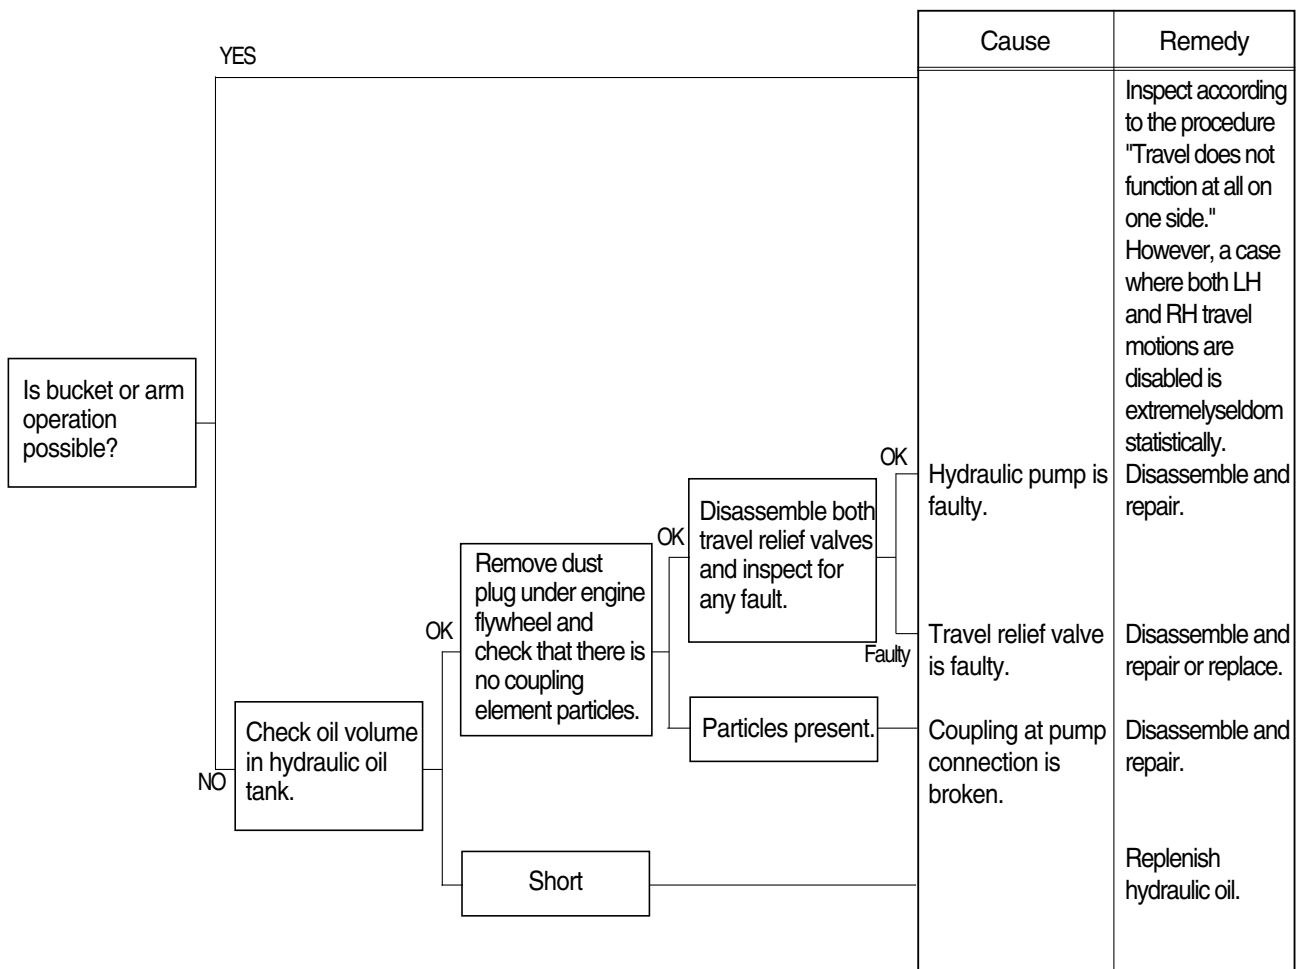 Cause
Remedy
YES
Inspect according
to the procedure
"Travel does not
function at all on
one side."
However, a case
where both LH
and RH travel
motions are
disabled is
extremelyseldom
statistically.
Is bucket or arm
operation
possible?
OK
Hydraulic pump is
faulty.
Disassemble and
repair.
Disassemble both
travel relief valves
and inspect for
any fault.
OK
Remove dust
plug under engine
flywheel and
check that there is
no coupling
element particles.
OK
Faulty
Travel relief valve
is faulty.
Disassemble and
repair or replace.
Particles present.
Coupling at pump
connection is
broken.
Disassemble and
repair.
NO
Check oil volume
in hydraulic oil
tank.
Short
Replenish
hydraulic oil.